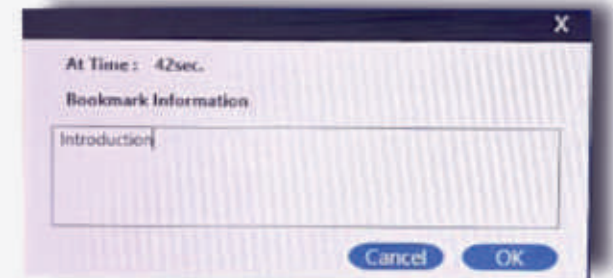 X
At Time : 42sec.
Bookmark Information
Introduction
Cancel OK